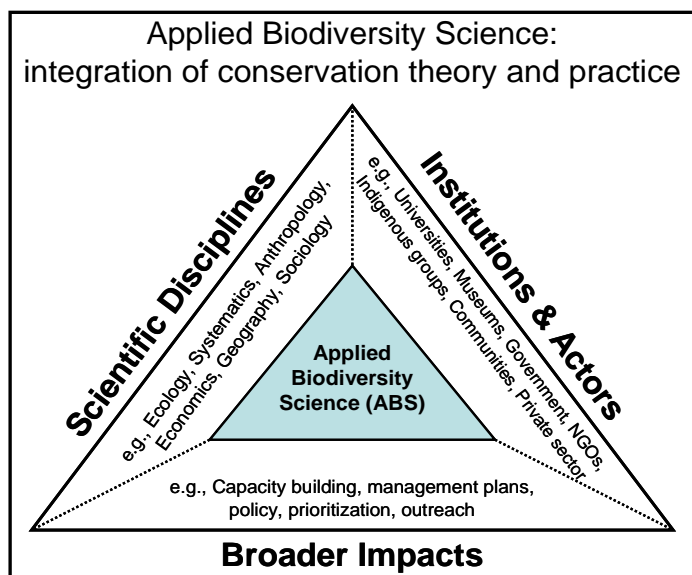 Applied Biodiversity Science:
integration of conservation theory and practice
Scientific Disciplines
e.g., Ecology, Systematics, Anthropology,
Economics, Geography, Sociology
Institutions & Actors
e.g., Universities, Museums, Government, NGOs,
Indigenous groups, Communities, Private sector
Applied
Biodiversity
Science (ABS)
e.g., Capacity building, management plans,
policy, prioritization, outreach
Broader Impacts